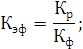 Кэф = Кр / Кф ;